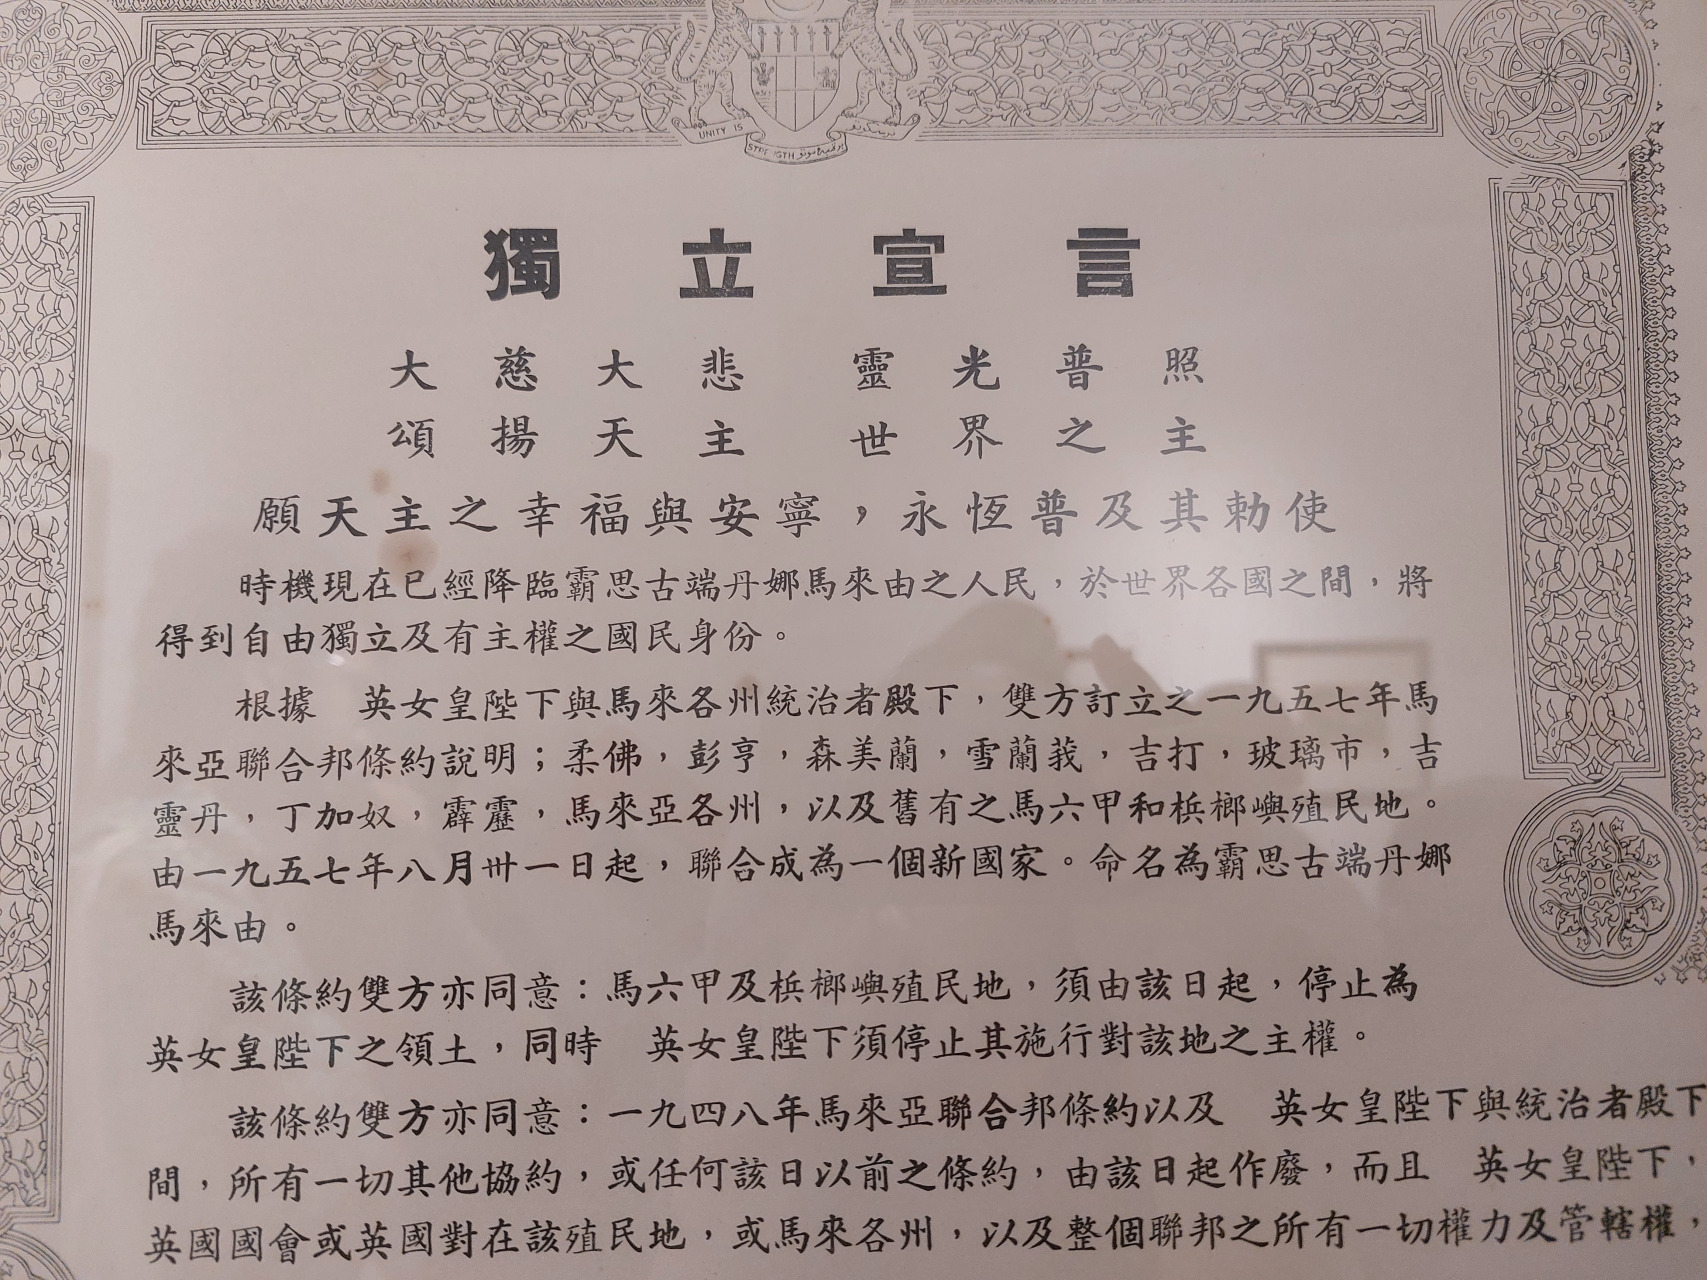 UNITY IS
獨立宣言
大慈大悲 靈光普照
頌揚天主 世界之主
願天主之幸福與安寧，永恆普及其勅使
時機現在已經降臨霸思古端丹娜馬來由之人民，於世界各國之間，將
得到自由獨立及有主權之國民身份。
根據 英女皇陛下與馬來各州統治者殿下，雙方訂立之一九五七年馬
來亞聯合邦條約說明；柔佛，彭亨，森美蘭，雪蘭莪，吉打，玻璃市，吉
靈丹，丁加奴，霹靂，馬來亞各州，以及舊有之馬六甲和梹榔嶼殖民地。
由一九五七年八月卅一日起，聯合成為一個新國家。命名為霸思古端丹娜
馬來由。
該條約雙方亦同意：馬六甲及梹榔嶼殖民地，須由該日起，停止為
英女皇陛下之領土，同時 英女皇陛下須停止其施行對該地之主權。
該條約雙方亦同意：一九四八年馬來亞聯合邦條約以及 英女皇陛下與統治者殿下
間，所有一切其他協約，或任何該日以前之條約，由該日起作廢，而且 英女皇陛下，
英國國會或英國對在該殖民地，或馬來各州，以及整個聯邦之所有一切權力及管轄權，